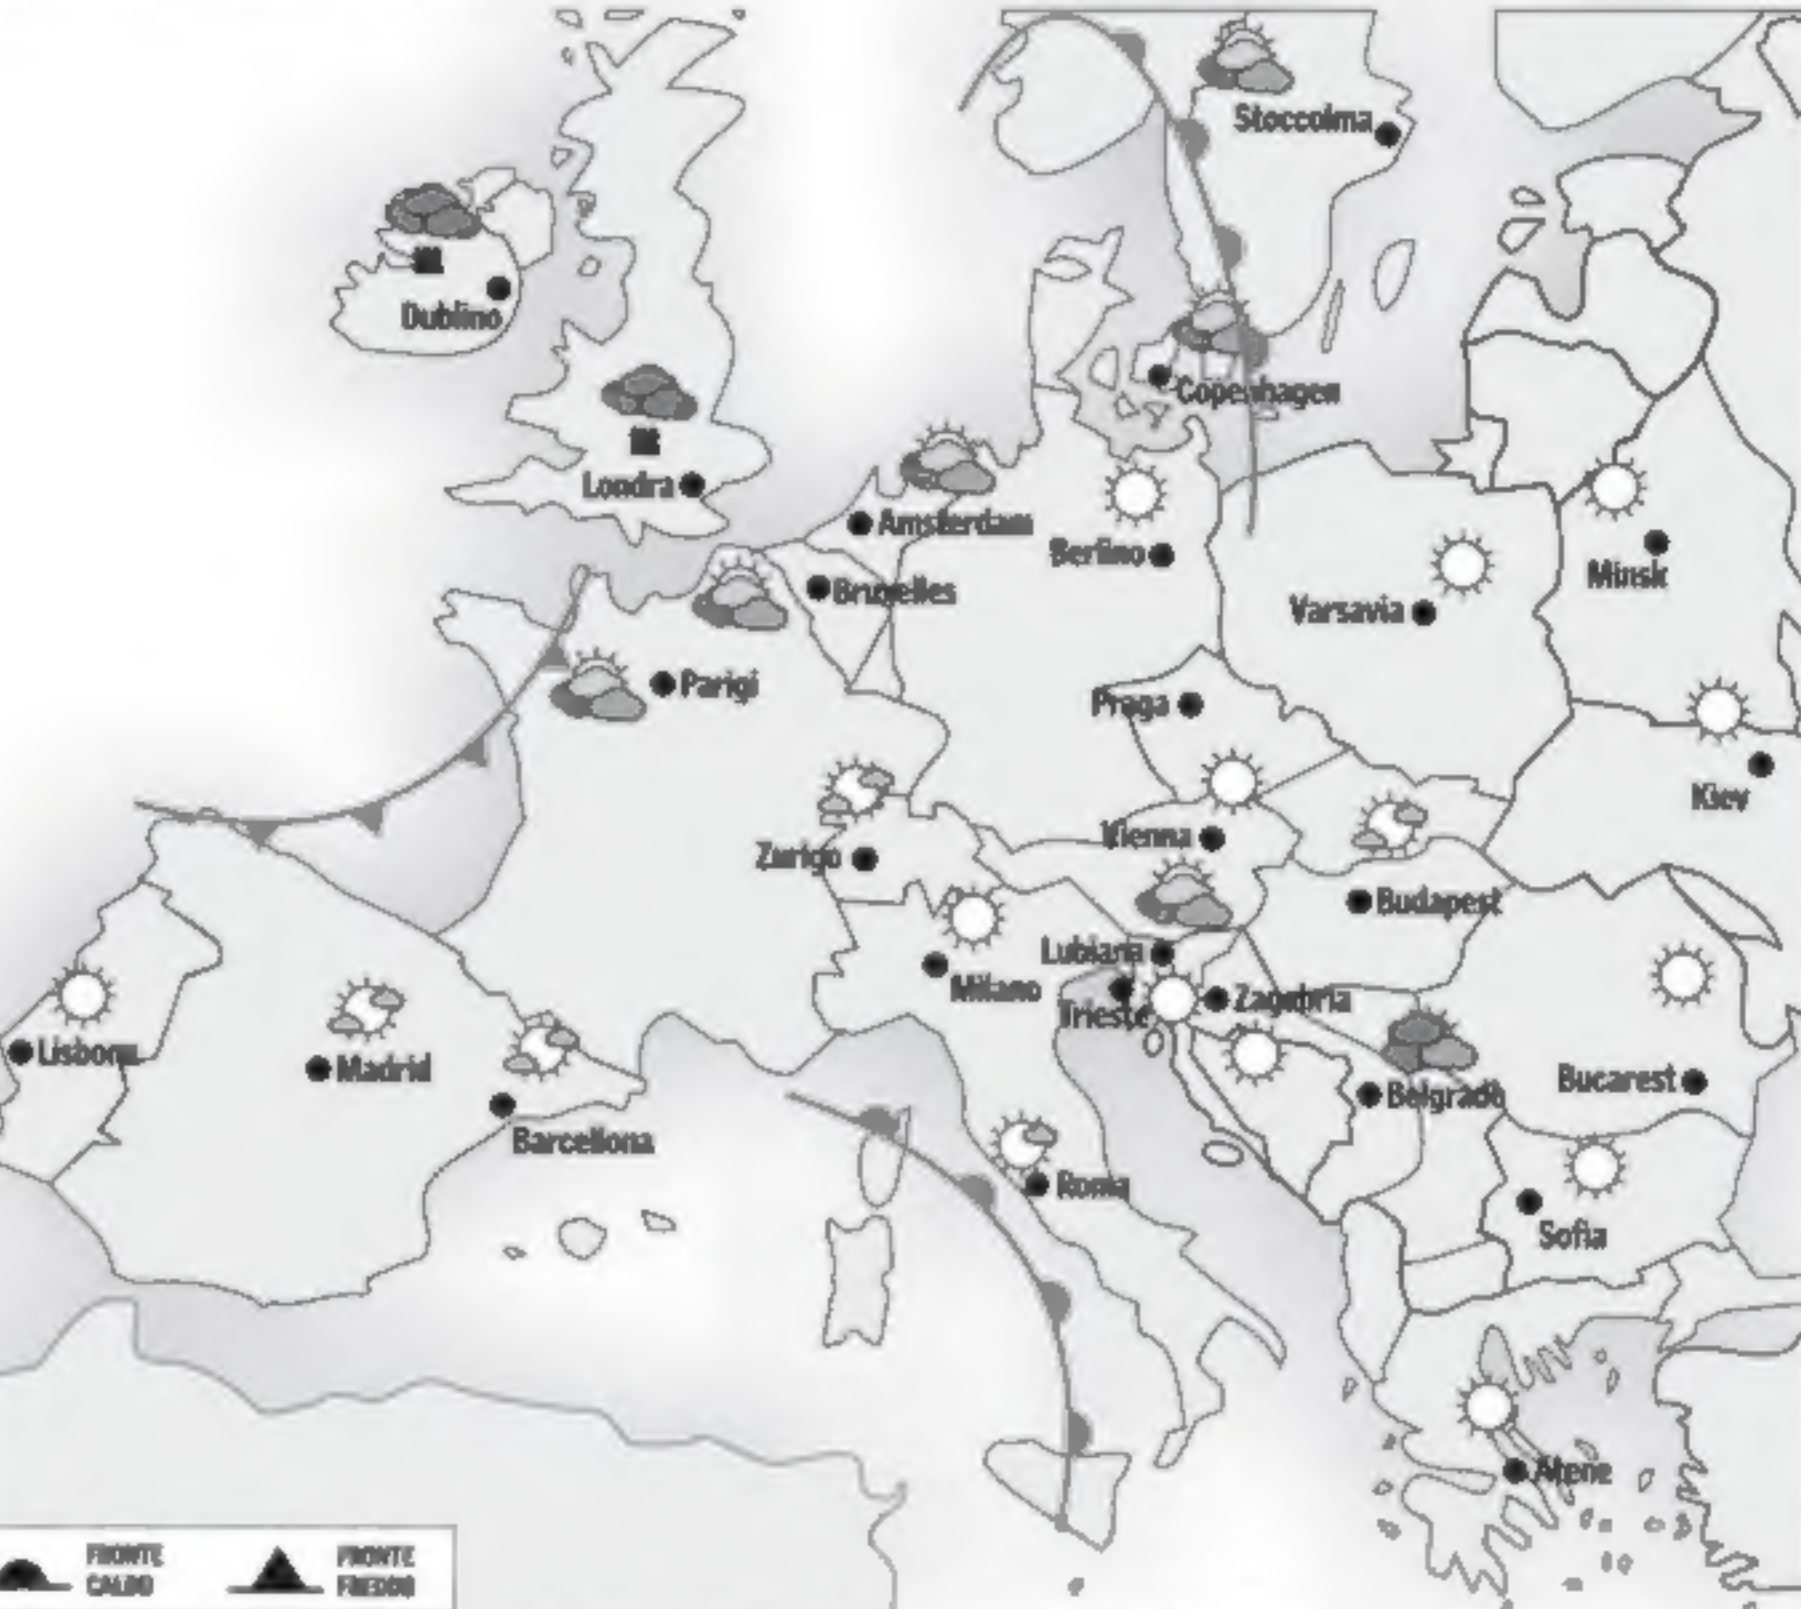 Stoccolma
Dublino
Copenhagen
Londra
Amsterdam
Berlino
Bruxelles
Minsk
Varsavia
Parigi
Praga
Kiev
Vienna
Zurigo
Budapest
Lubiana
Milano
Trieste
Zagabria
Lisbona
Madrid
Belgrado
Bucarest
Barcellona
Roma
Sofia
Atene
FRONTE
CALDO
FRONTE
FREDDO